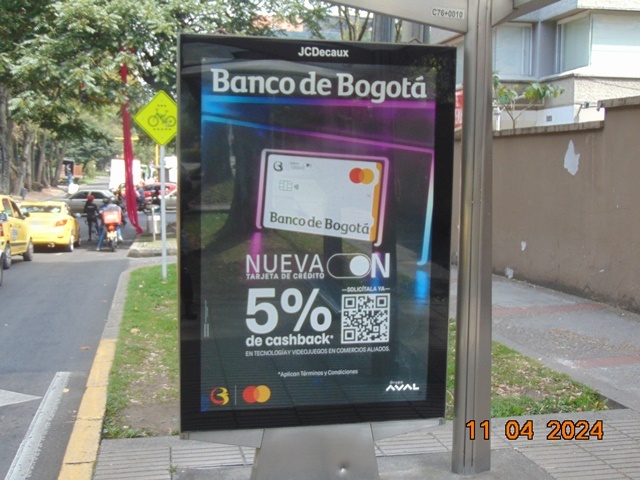 C76+0010
JCDecaux
Banco de Bogotá
Banco de Bogotá
NUEVA ON
TARJETA DE CRÉDITO
5%
de cashback*
—SOLICÍTALA YA—
EN TECNOLOGÍA Y VIDEOJUEGOS EN COMERCIOS ALIADOS.
*Aplican Términos y Condiciones
Grupo
AVAL
11 04 2024